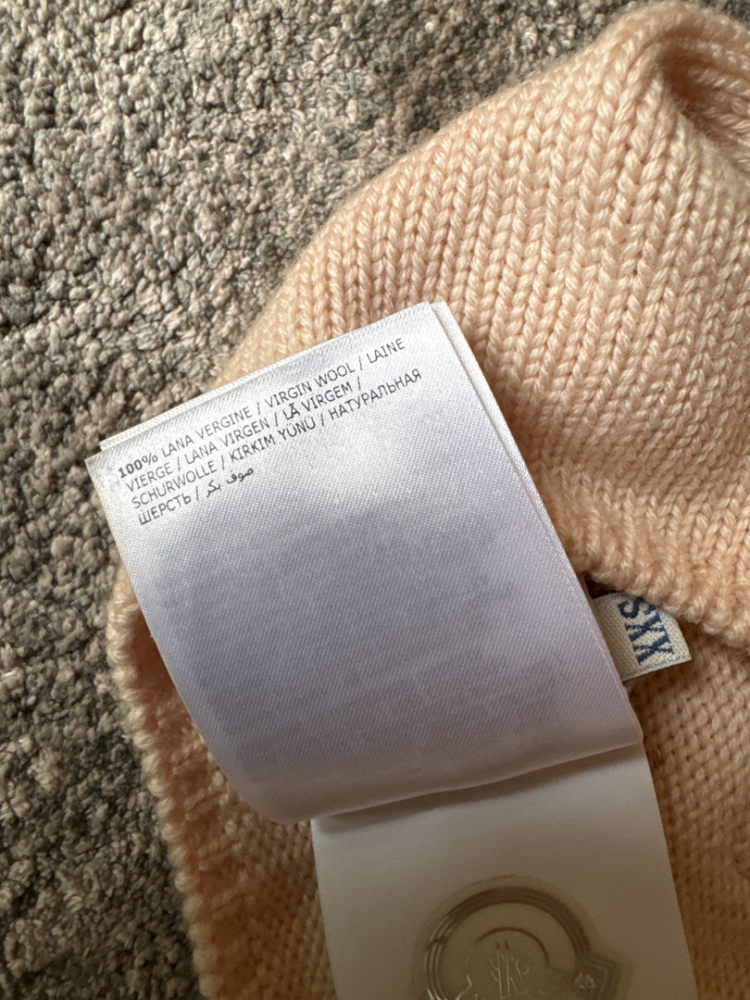 100% LANA VERGINE / VIRGIN WOOL / LAINE
VIERGE / LANA VIRGEN / LÃ VIRGEM /
SCHURWOLLE / KIRKIM YÜNÜ / НАТУРАЛЬНАЯ
ШЕРСТЬ / صوف بكر
XXS